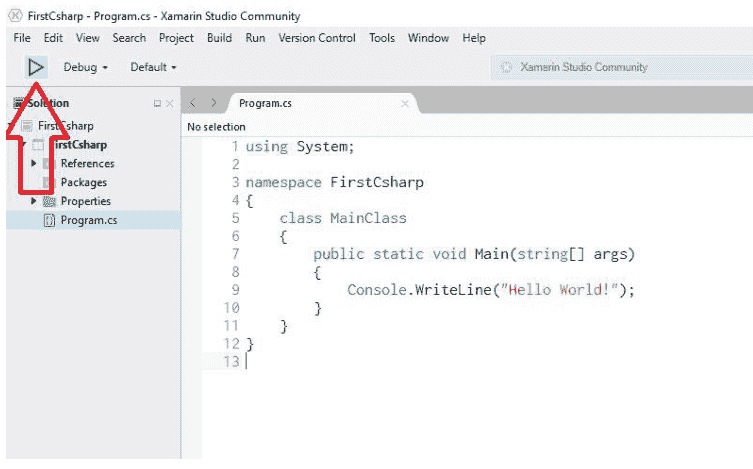 FirstCsharp - Program.cs - Xamarin Studio Community
File Edit View Search Project Build Run Version Control Tools Window Help
Debug Default Xamarin Studio Community
Solution
Program.cs
No selection
FirstCsharp
FirstCsharp
References
Packages
Properties
Program.cs
1 using System;
2
3 namespace FirstCsharp
4 {
5 class MainClass
6 {
7 public static void Main(string[] args)
8 {
9 Console.WriteLine("Hello World!");
10 }
11 }
12 }
13